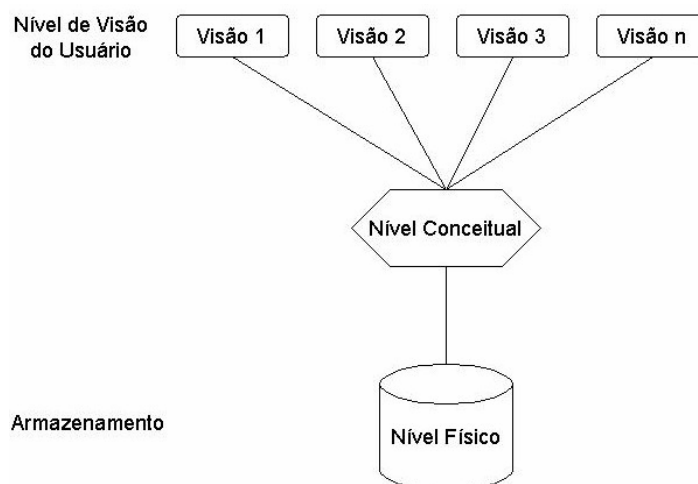 Nível de Visão
do Usuário
Visão 1
Visão 2
Visão 3
Visão n
Nível Conceitual
Armazenamento
Nível Físico